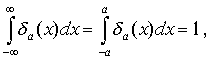 ∫_{-∞}^{∞} δ_a(x)dx = ∫_{-a}^{a} δ_a(x)dx = 1,